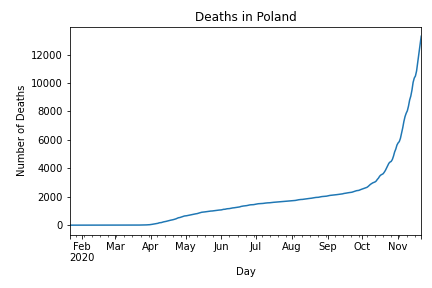 Deaths in Poland
Number of Deaths
12000
10000
8000
6000
4000
2000
0
Feb Mar Apr May Jun Jul Aug Sep Oct Nov
2020
Day